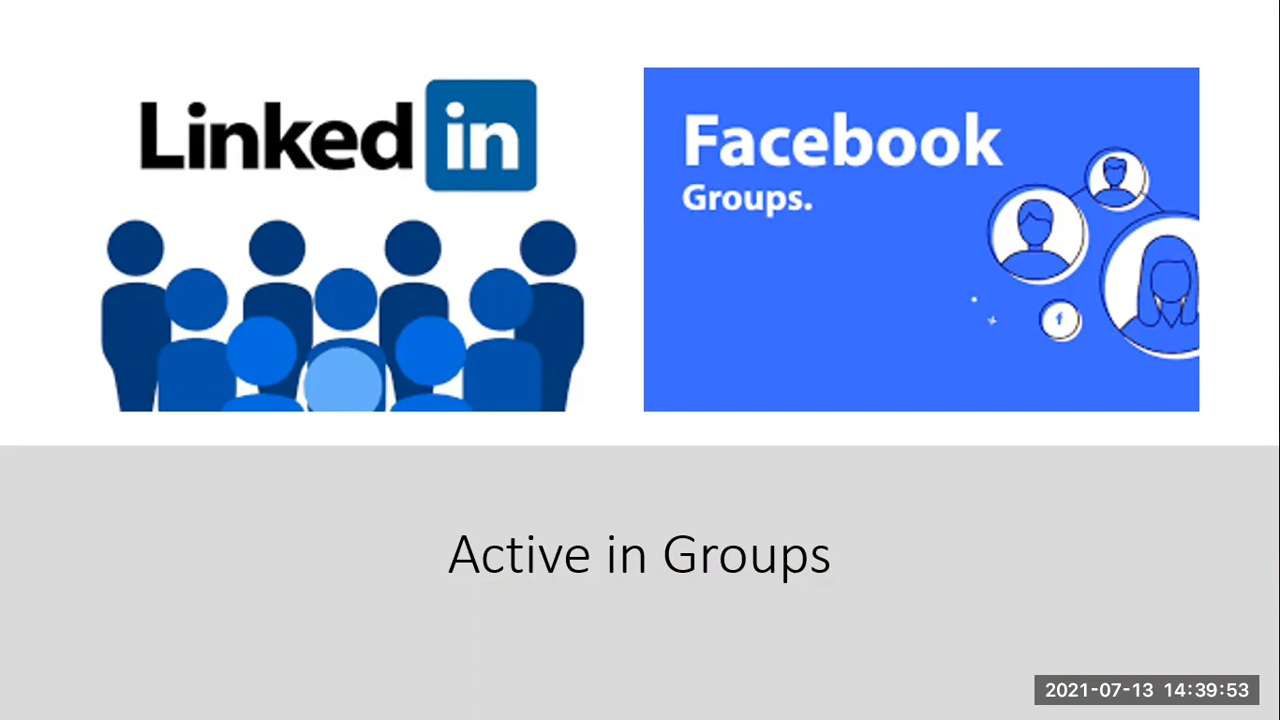 Linked in
Facebook
Groups.
f
Active in Groups
2021-07-13 14:39:53